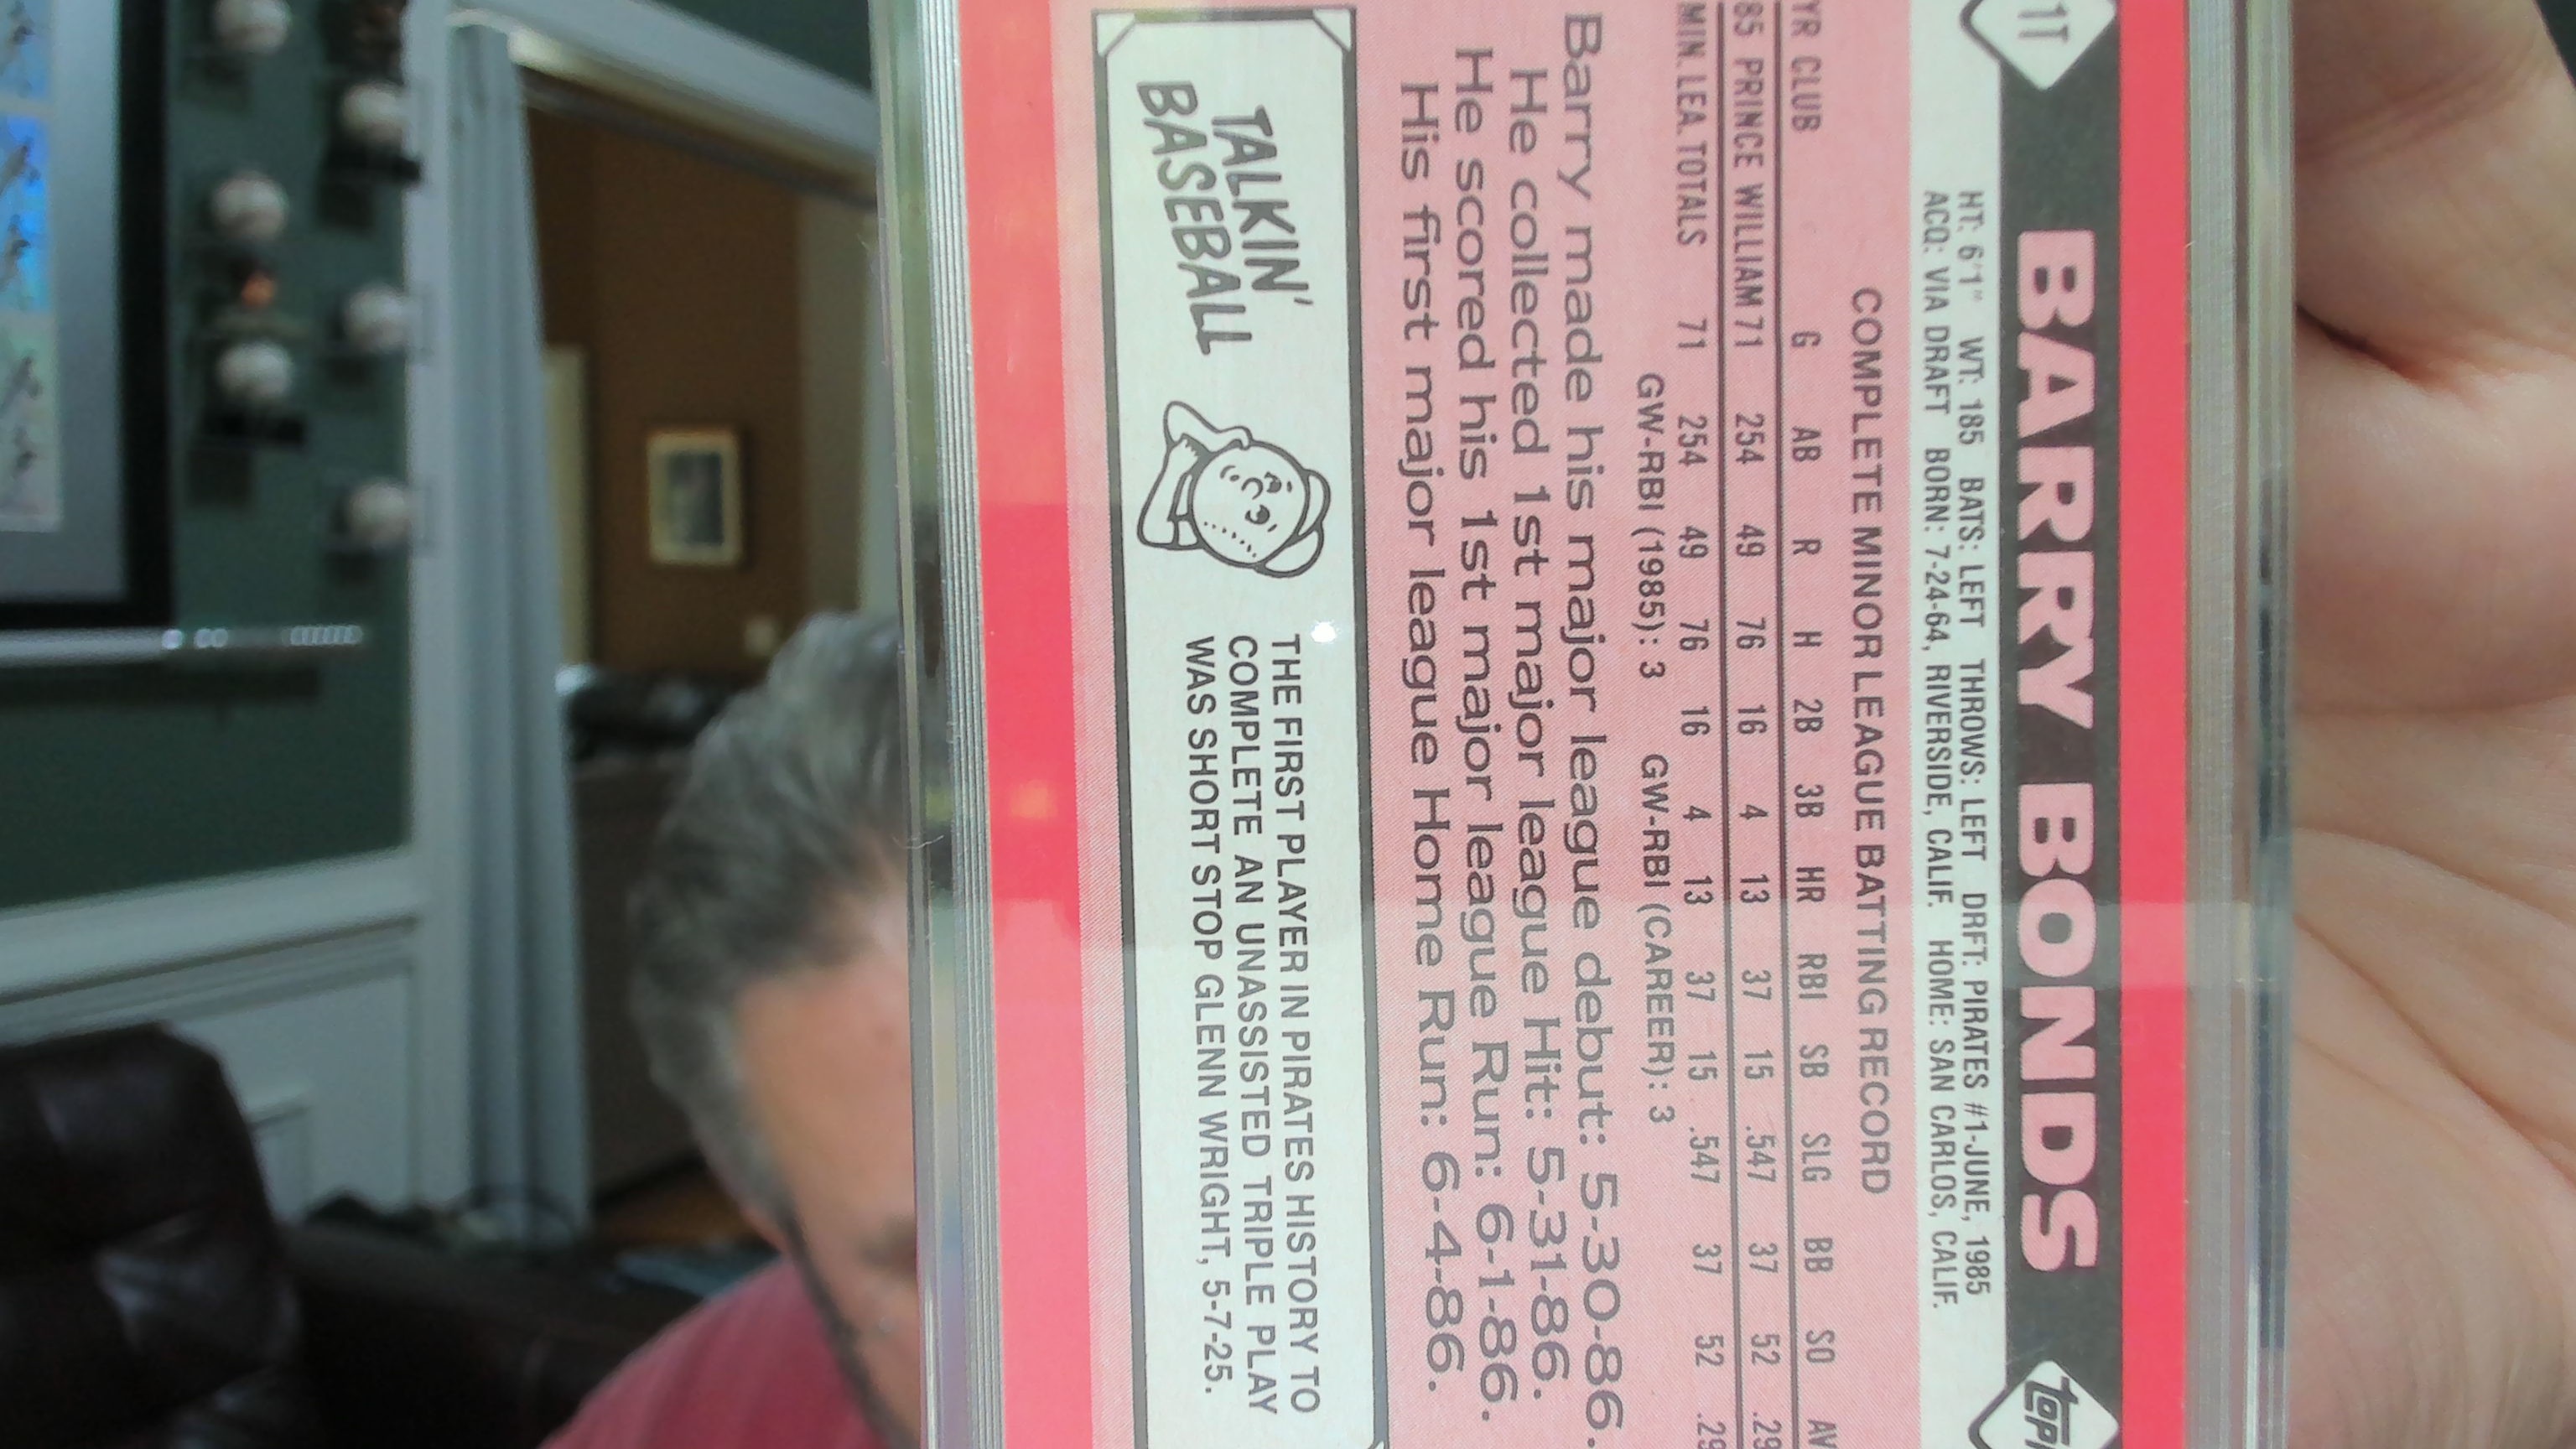 11T BARRY BONDS topps
HT: 6'1" WT: 185 BATS: LEFT THROWS: LEFT DRFT: PIRATES #1-JUNE, 1985
ACQ: VIA DRAFT BORN: 7-24-64, RIVERSIDE, CALIF. HOME: SAN CARLOS, CALIF.
COMPLETE MINOR LEAGUE BATTING RECORD
YR CLUB G AB R H 2B 3B HR RBI SB SLG BB SO AV
85 PRINCE WILLIAM 71 254 49 76 16 4 13 37 15 .547 37 52 .29
MIN. LEA. TOTALS 71 254 49 76 16 4 13 37 15 .547 37 52 .29
GW-RBI (1985): 3 GW-RBI (CAREER): 3
Barry made his major league debut: 5-30-86.
He collected 1st major league Hit: 5-31-86.
He scored his 1st major league Run: 6-1-86.
His first major league Home Run: 6-4-86.
TALKIN'
BASEBALL
THE FIRST PLAYER IN PIRATES HISTORY TO
COMPLETE AN UNASSISTED TRIPLE PLAY
WAS SHORTSTOP GLENN WRIGHT, 5-7-25.